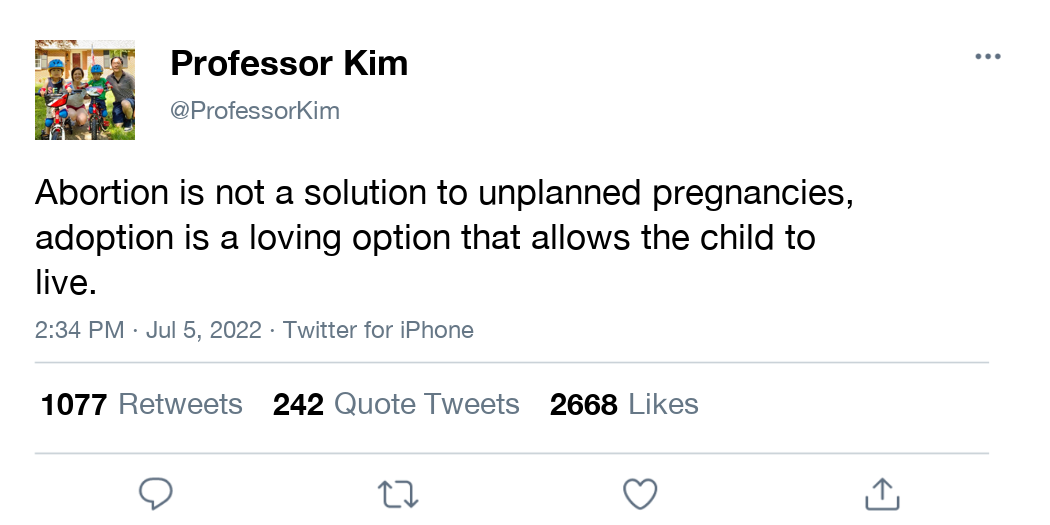 Professor Kim
@ProfessorKim
Abortion is not a solution to unplanned pregnancies,
adoption is a loving option that allows the child to
live.
2:34 PM · Jul 5, 2022 · Twitter for iPhone
1077 Retweets 242 Quote Tweets 2668 Likes